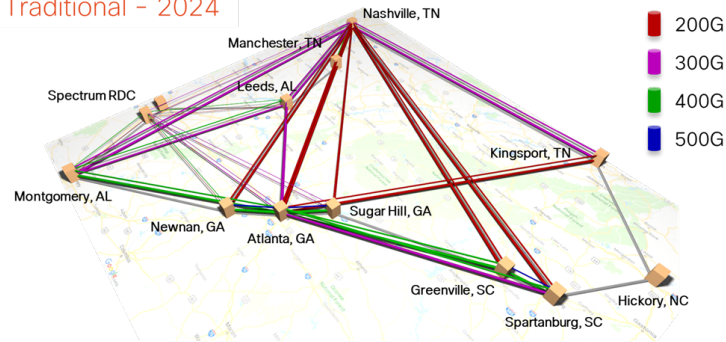 Traditional - 2024
Nashville, TN
200G
Manchester, TN
300G
Leeds, AL
Spectrum RDC
400G
500G
Kingsport, TN
Montgomery, AL
Sugar Hill, GA
Newnan, GA
Atlanta, GA
Greenville, SC
Hickory, NC
Spartanburg, SC